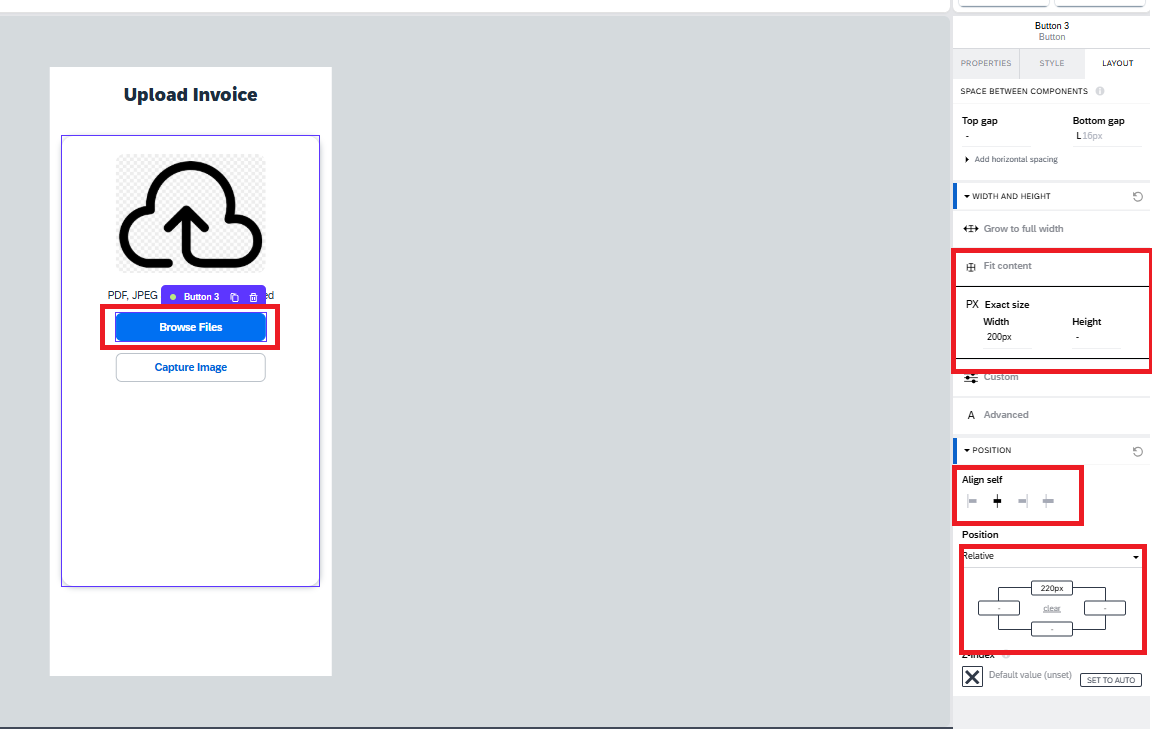 Button 3
Button
PROPERTIES STYLE LAYOUT
SPACE BETWEEN COMPONENTS
Top gap Bottom gap
- L 16px
Add horizontal spacing
WIDTH AND HEIGHT
Grow to full width
Fit content
PX Exact size
Width Height
200px -
Custom
A Advanced
POSITION
Align self
Position
Relative
220px
- clear -
-
Z-Index
Default value (unset) SET TO AUTO
Upload Invoice
PDF, JPEG Button 3 ed
Browse Files
Capture Image